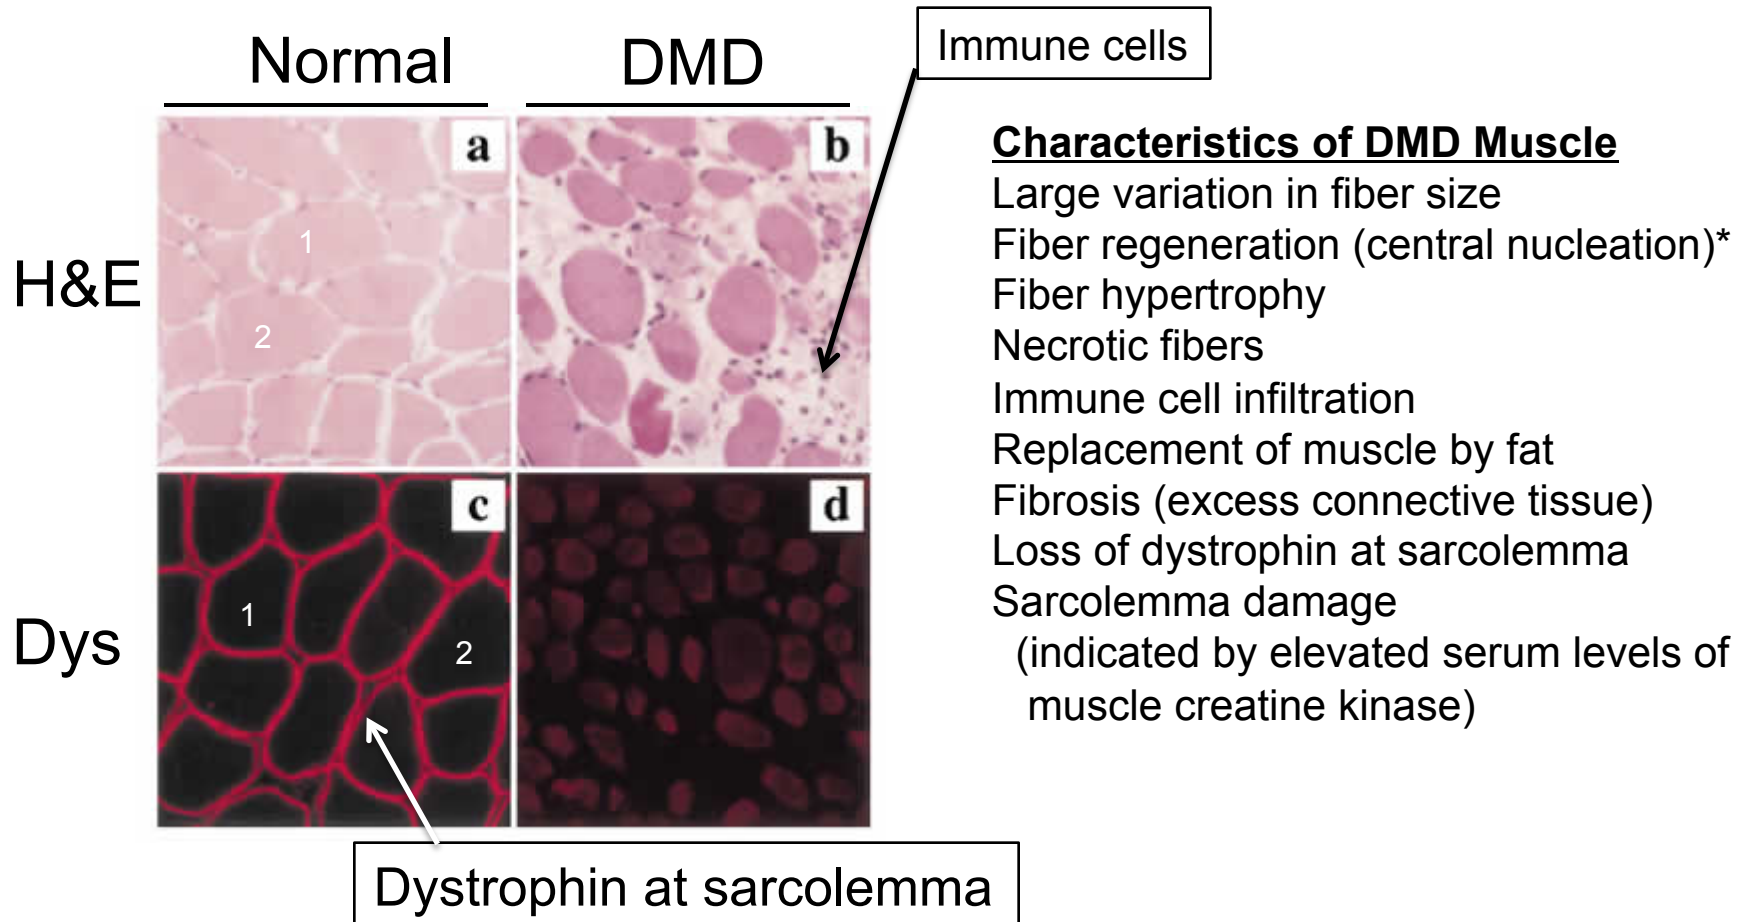 Normal
DMD
Immune cells
H&E
Dys
a
1
2
b
c
1
2
d
Dystrophin at sarcolemma
Characteristics of DMD Muscle
Large variation in fiber size
Fiber regeneration (central nucleation)*
Fiber hypertrophy
Necrotic fibers
Immune cell infiltration
Replacement of muscle by fat
Fibrosis (excess connective tissue)
Loss of dystrophin at sarcolemma
Sarcolemma damage
(indicated by elevated serum levels of
muscle creatine kinase)